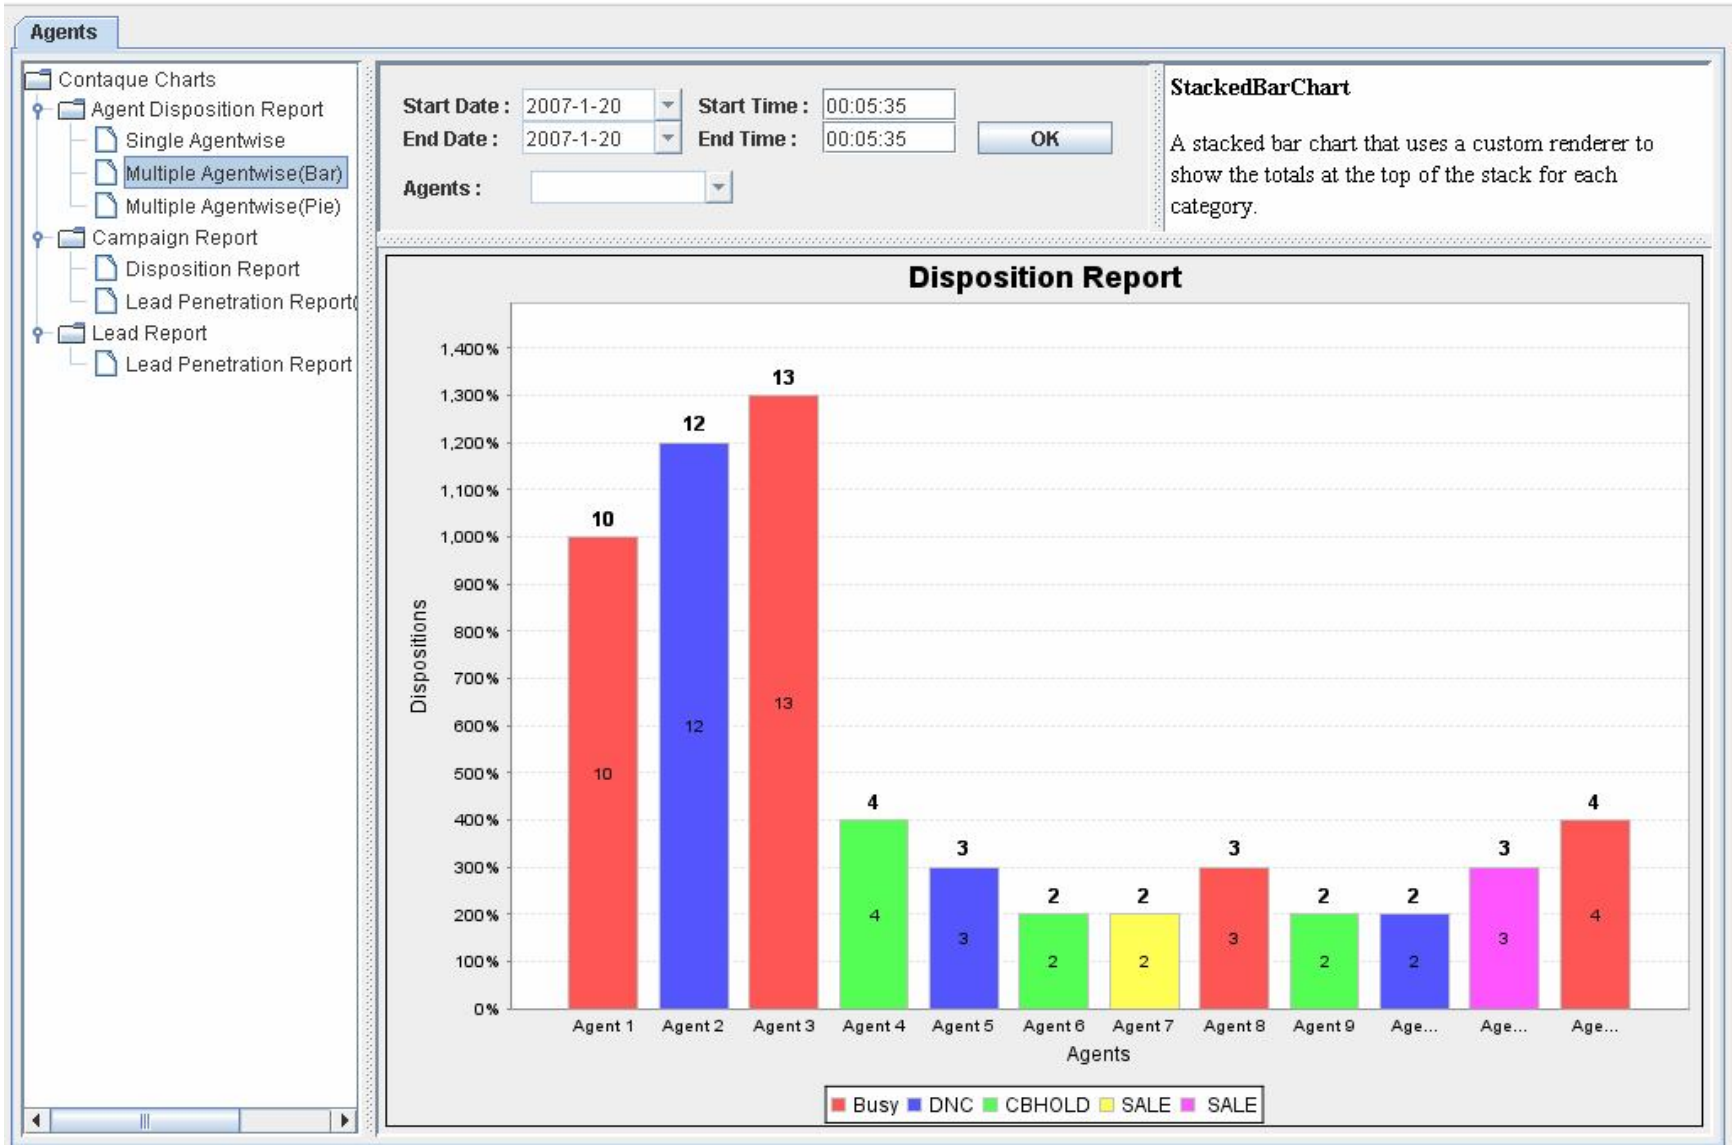 Agents
Contaque Charts
Agent Disposition Report
Single Agentwise
Multiple Agentwise(Bar)
Multiple Agentwise(Pie)
Campaign Report
Disposition Report
Lead Penetration Report(
Lead Report
Lead Penetration Report
Start Date : 2007-1-20 Start Time : 00:05:35
End Date : 2007-1-20 End Time : 00:05:35 OK
Agents :
StackedBarChart
A stacked bar chart that uses a custom renderer to
show the totals at the top of the stack for each
category.
Disposition Report
Dispositions
1,400%
1,300%
1,200%
1,100%
1,000%
900%
800%
700%
600%
500%
400%
300%
200%
100%
0%
10 12 13 4 3 2 2 3 2 2 3 4
10 12 13 4 3 2 2 3 2 2 3 4
Agent 1 Agent 2 Agent 3 Agent 4 Agent 5 Agent 6 Agent 7 Agent 8 Agent 9 Age... Age... Age...
Agents
Busy DNC CBHOLD SALE SALE